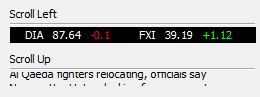 Scroll Left
DIA 87.64 -0.1 FXI 39.19 +1.12
Scroll Up
Al Qaeda fighters relocating, officials say